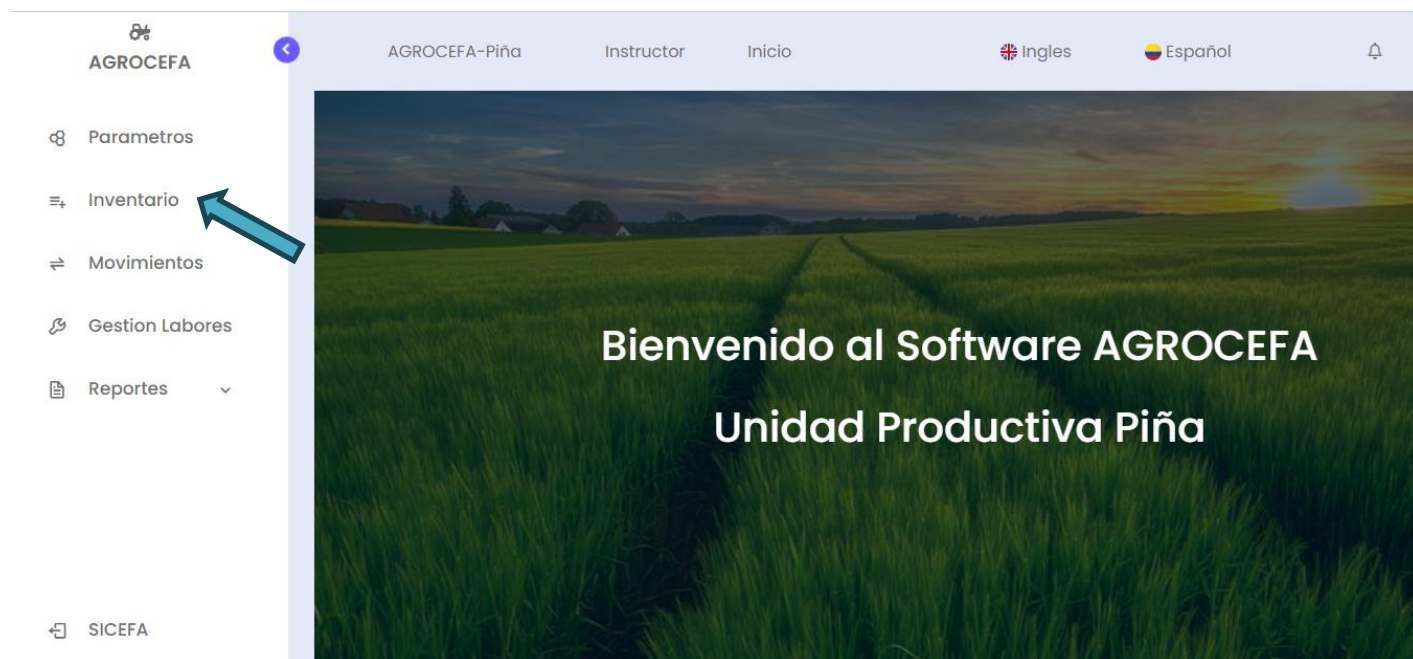 AGROCEFA
Parametros
Inventario
Movimientos
Gestion Labores
Reportes
SICEFA
AGROCEFA-Piña Instructor Inicio Ingles Español
Bienvenido al Software AGROCEFA
Unidad Productiva Piña